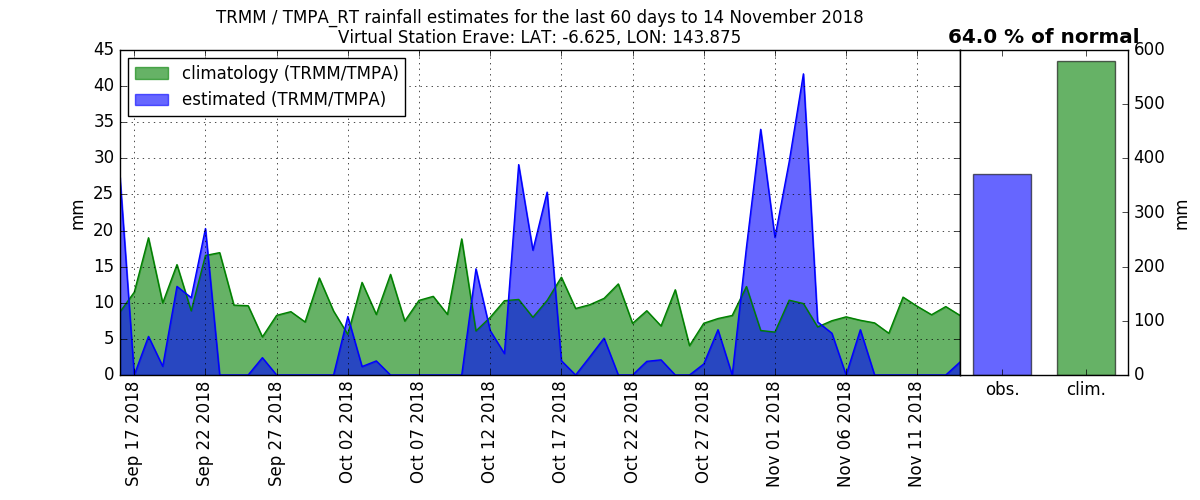 TRMM / TMPA_RT rainfall estimates for the last 60 days to 14 November 2018
Virtual Station Erave: LAT: -6.625, LON: 143.875
64.0 % of normal
climatology (TRMM/TMPA)
estimated (TRMM/TMPA)
45
40
35
30
25
20
15
10
5
0
mm
Sep 17 2018
Sep 22 2018
Sep 27 2018
Oct 02 2018
Oct 07 2018
Oct 12 2018
Oct 17 2018
Oct 22 2018
Oct 27 2018
Nov 01 2018
Nov 06 2018
Nov 11 2018
obs.
clim.
600
500
400
300
200
100
0
mm